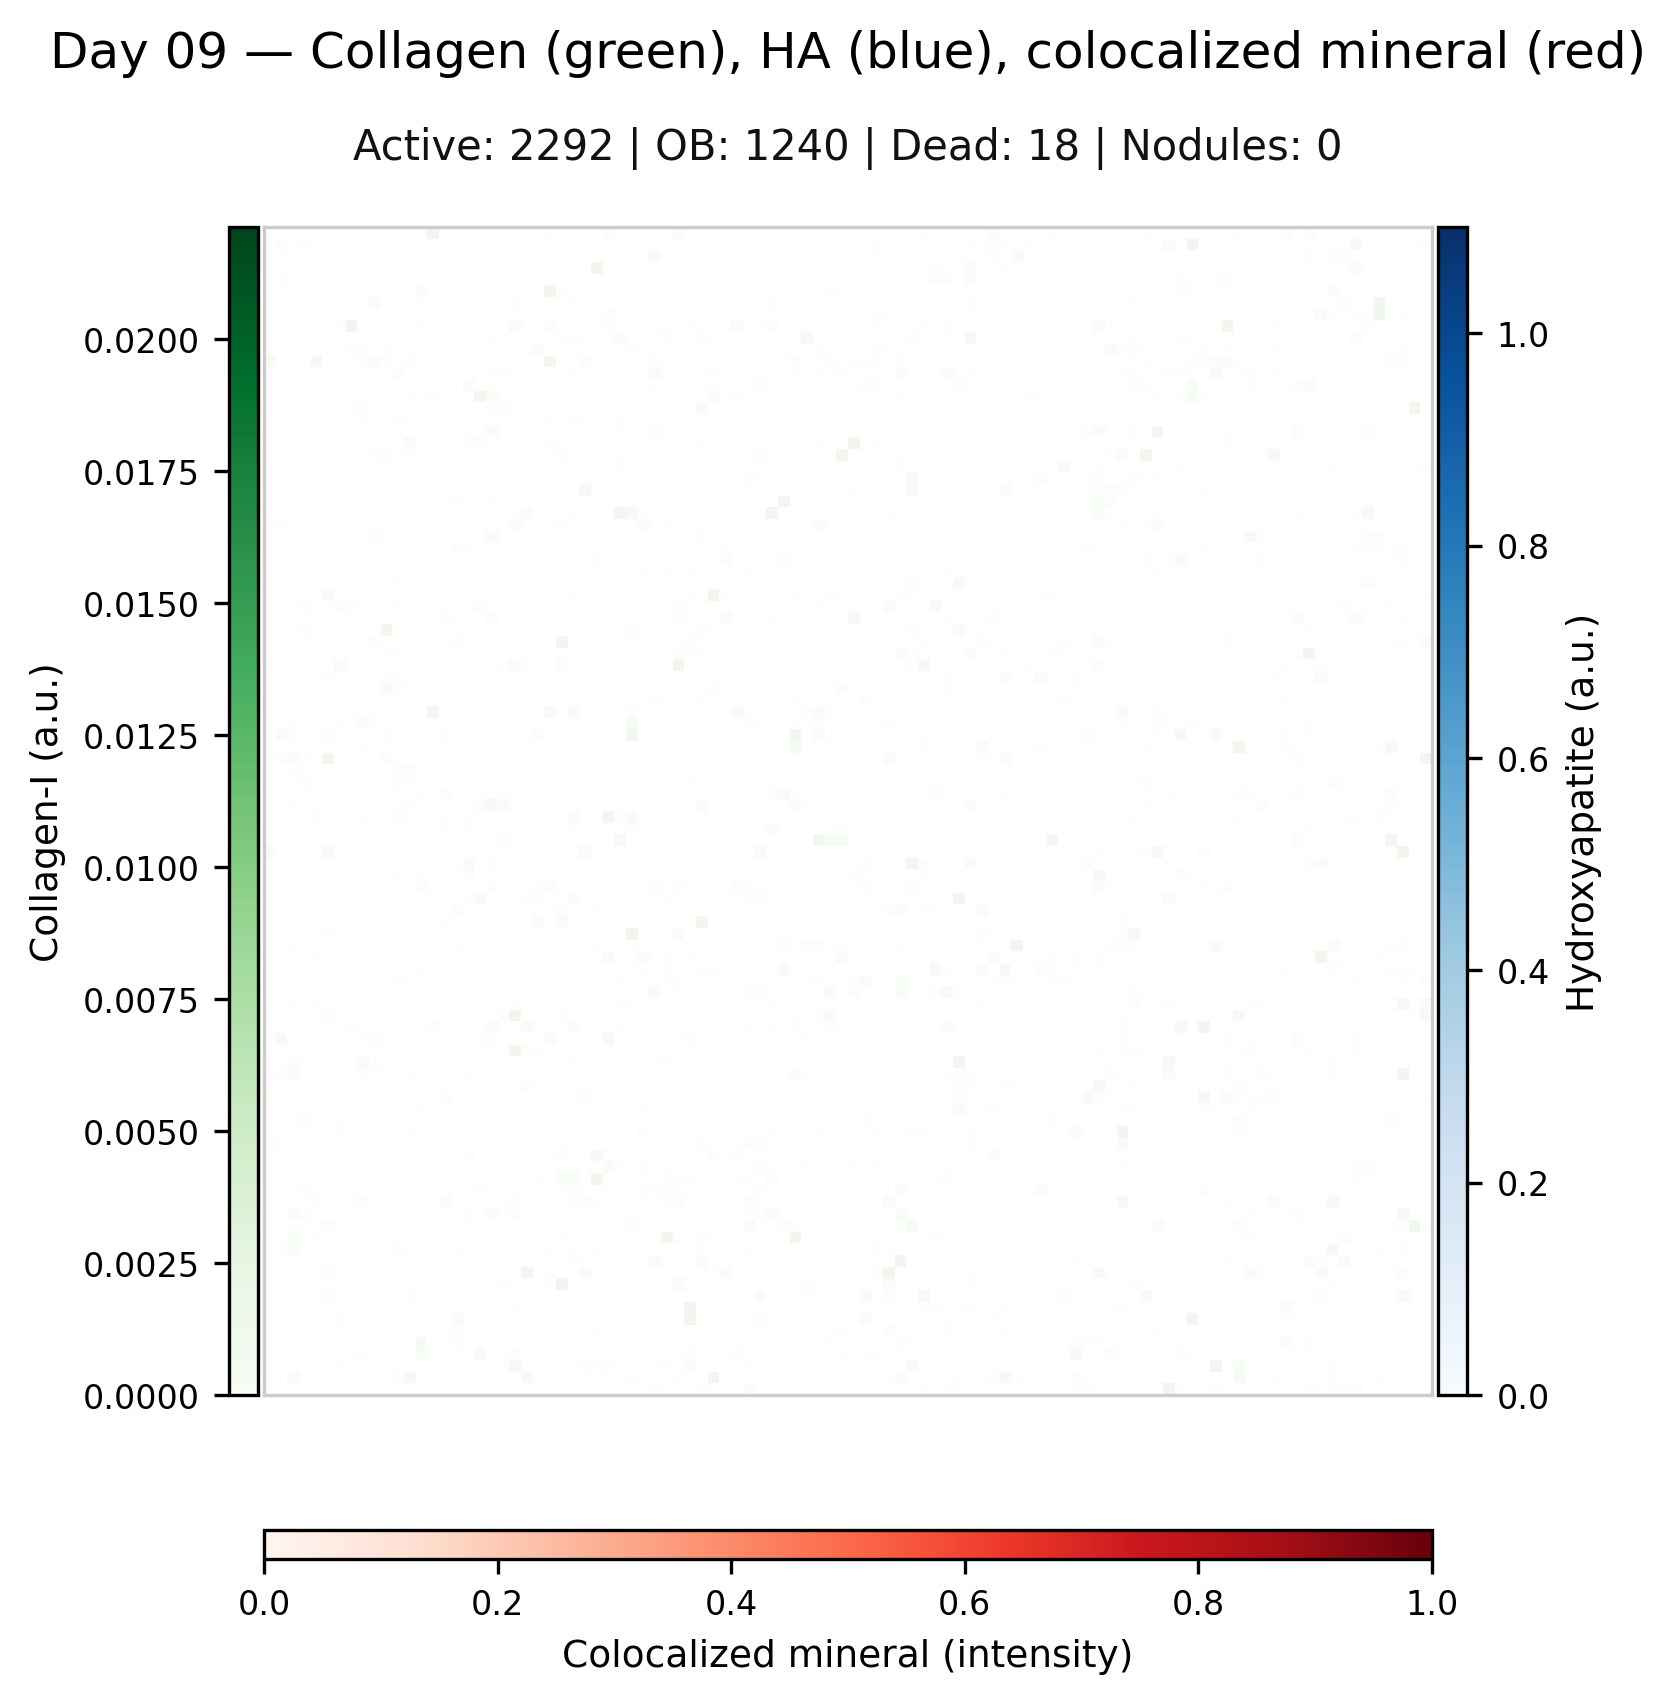 Day 09 — Collagen (green), HA (blue), colocalized mineral (red)
Active: 2292 | OB: 1240 | Dead: 18 | Nodules: 0
Collagen-I (a.u.)
0.0200
0.0175
0.0150
0.0125
0.0100
0.0075
0.0050
0.0025
0.0000
1.0
0.8
0.6
0.4
0.2
0.0
Hydroxyapatite (a.u.)
0.0 0.2 0.4 0.6 0.8 1.0
Colocalized mineral (intensity)